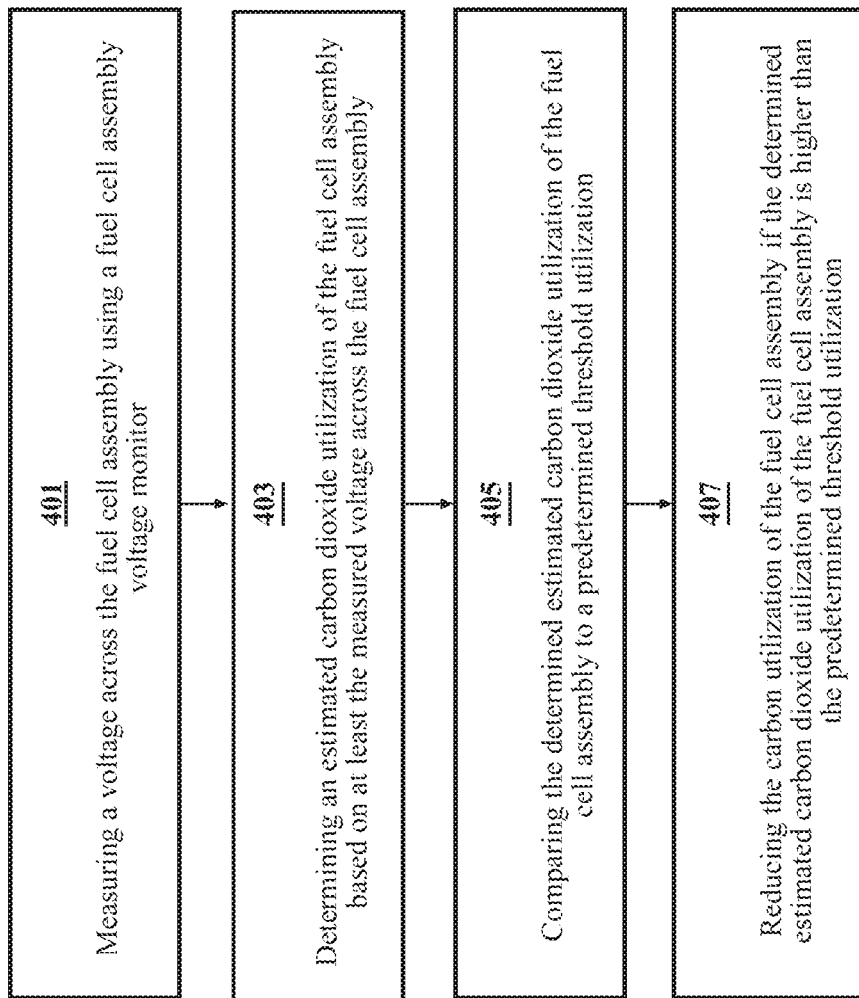 401
Measuring a voltage across the fuel cell assembly using a fuel cell assembly
voltage monitor
403
Determining an estimated carbon dioxide utilization of the fuel cell assembly
based on at least the measured voltage across the fuel cell assembly
405
Comparing the determined estimated carbon dioxide utilization of the fuel
cell assembly to a predetermined threshold utilization
407
Reducing the carbon utilization of the fuel cell assembly if the determined
estimated carbon dioxide utilization of the fuel cell assembly is higher than
the predetermined threshold utilization